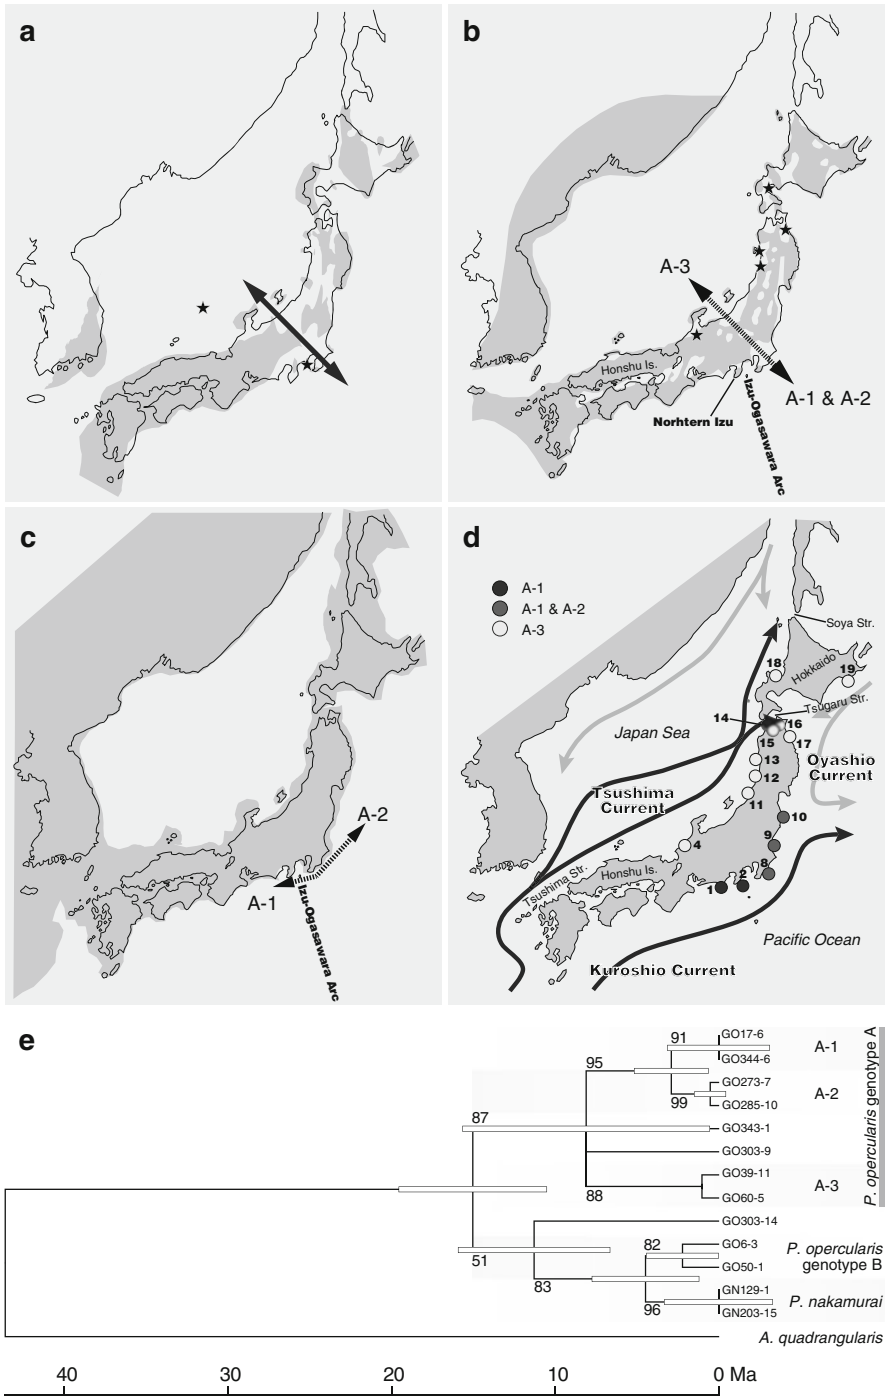 a
b
A-3
Honshu Is.
A-1 & A-2
Norhtern Izu
Izu-Ogasawara Arc
c
A-2
A-1
Izu-Ogasawara Arc
d
A-1
A-1 & A-2
A-3
Soya Str.
Hokkaido
18
19
Tsugaru Str.
14
16
Japan Sea
15
17
13
Oyashio
Current
12
Tsushima
Current
11
10
4
9
Tsushima Str.
Honshu Is.
8
2
1
Pacific Ocean
Kuroshio Current
e
91
GO17-6
A-1
GO344-6
95
GO273-7
A-2
99
GO285-10
87
GO343-1
GO303-9
GO39-11
A-3
88
GO60-5
P. opercularis genotype A
GO303-14
82
GO6-3
P. opercularis
genotype B
51
GO50-1
83
GN129-1
P. nakamurai
96
GN203-15
A. quadrangularis
40 30 20 10 0 Ma